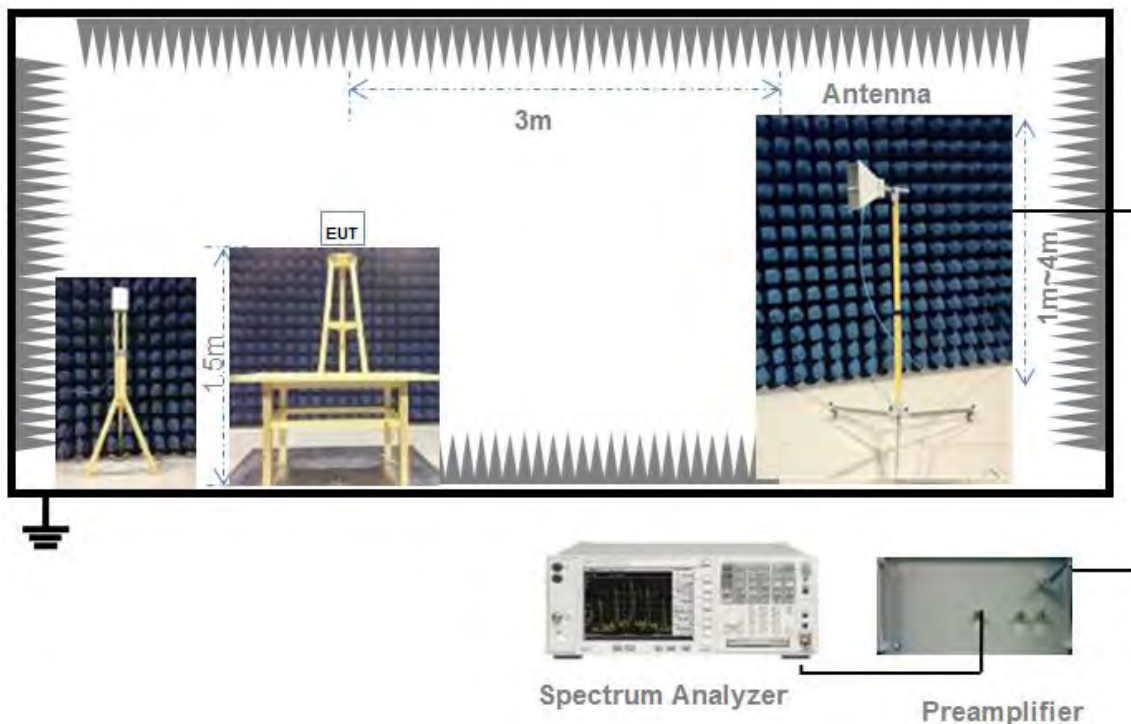 Antenna
3m
EUT
1.5m
1m~4m
Spectrum Analyzer
Preamplifier